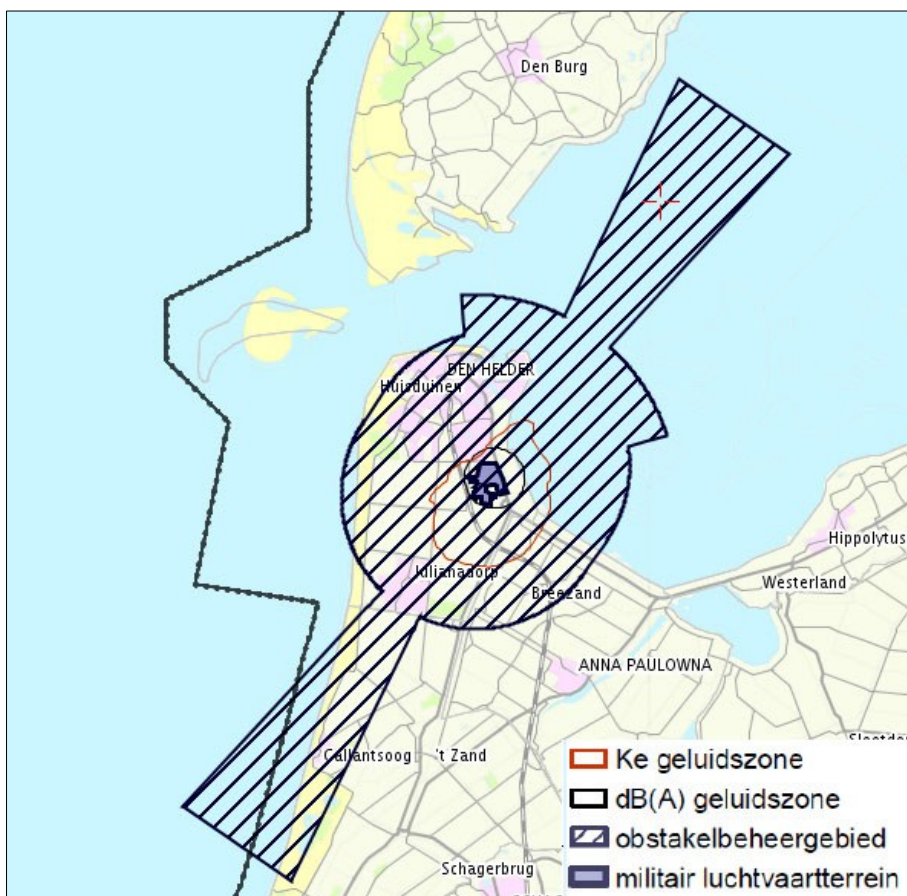 Den Burg
DEN HELDER
Huisduinen
Julianadorp
Breezand
Hippolytus
Westerland
ANNA PAULOWNA
Callantsoog
't Zand
Schagerbrug
Ke geluidszone
dB(A) geluidszone
obstakelbeheergebied
militair luchtvaartterrein